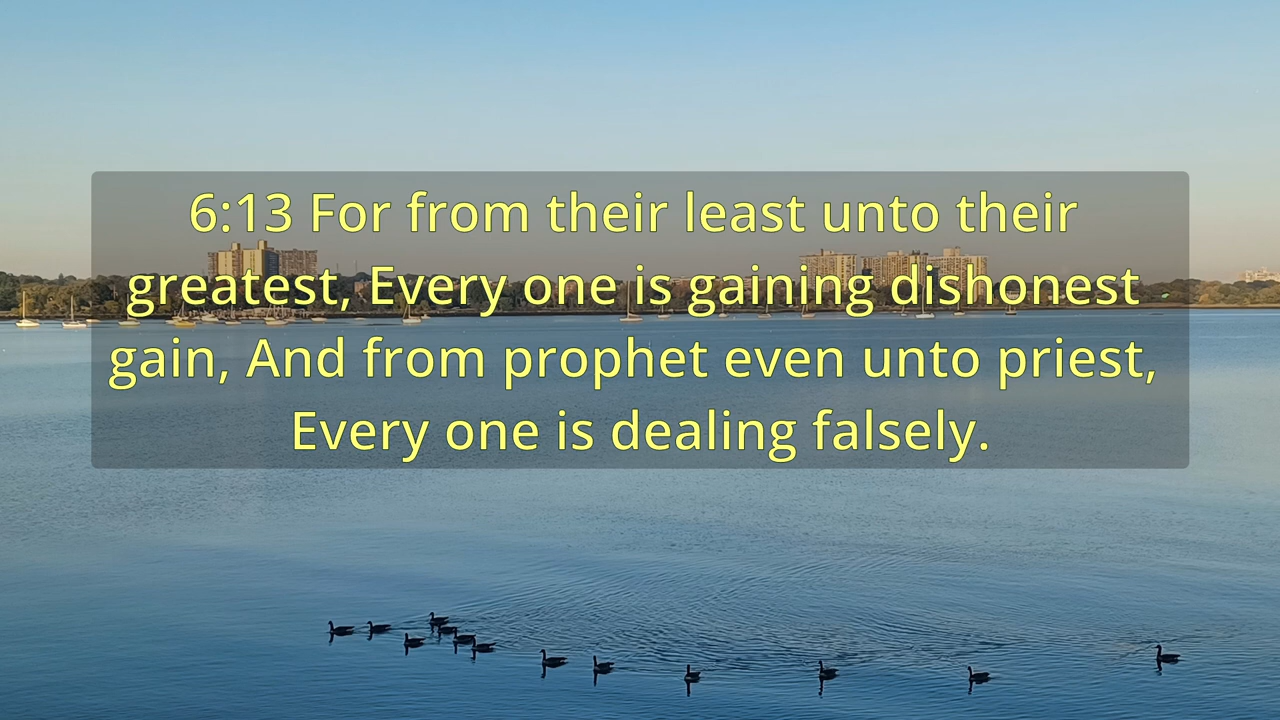 6:13 For from their least unto their
greatest, Every one is gaining dishonest
gain, And from prophet even unto priest,
Every one is dealing falsely.